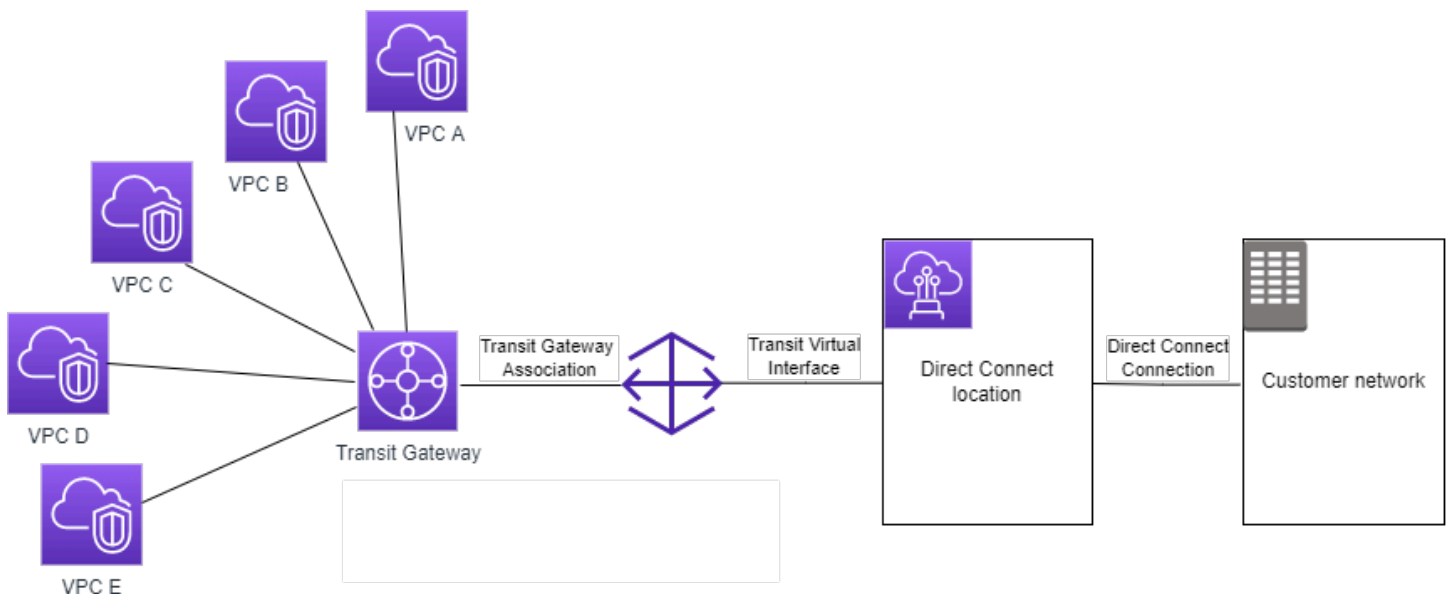 VPC A
VPC B
VPC C
VPC D
VPC E
Transit Gateway
Transit Gateway
Association
Transit Virtual
Interface
Direct Connect
location
Direct Connect
Connection
Customer network